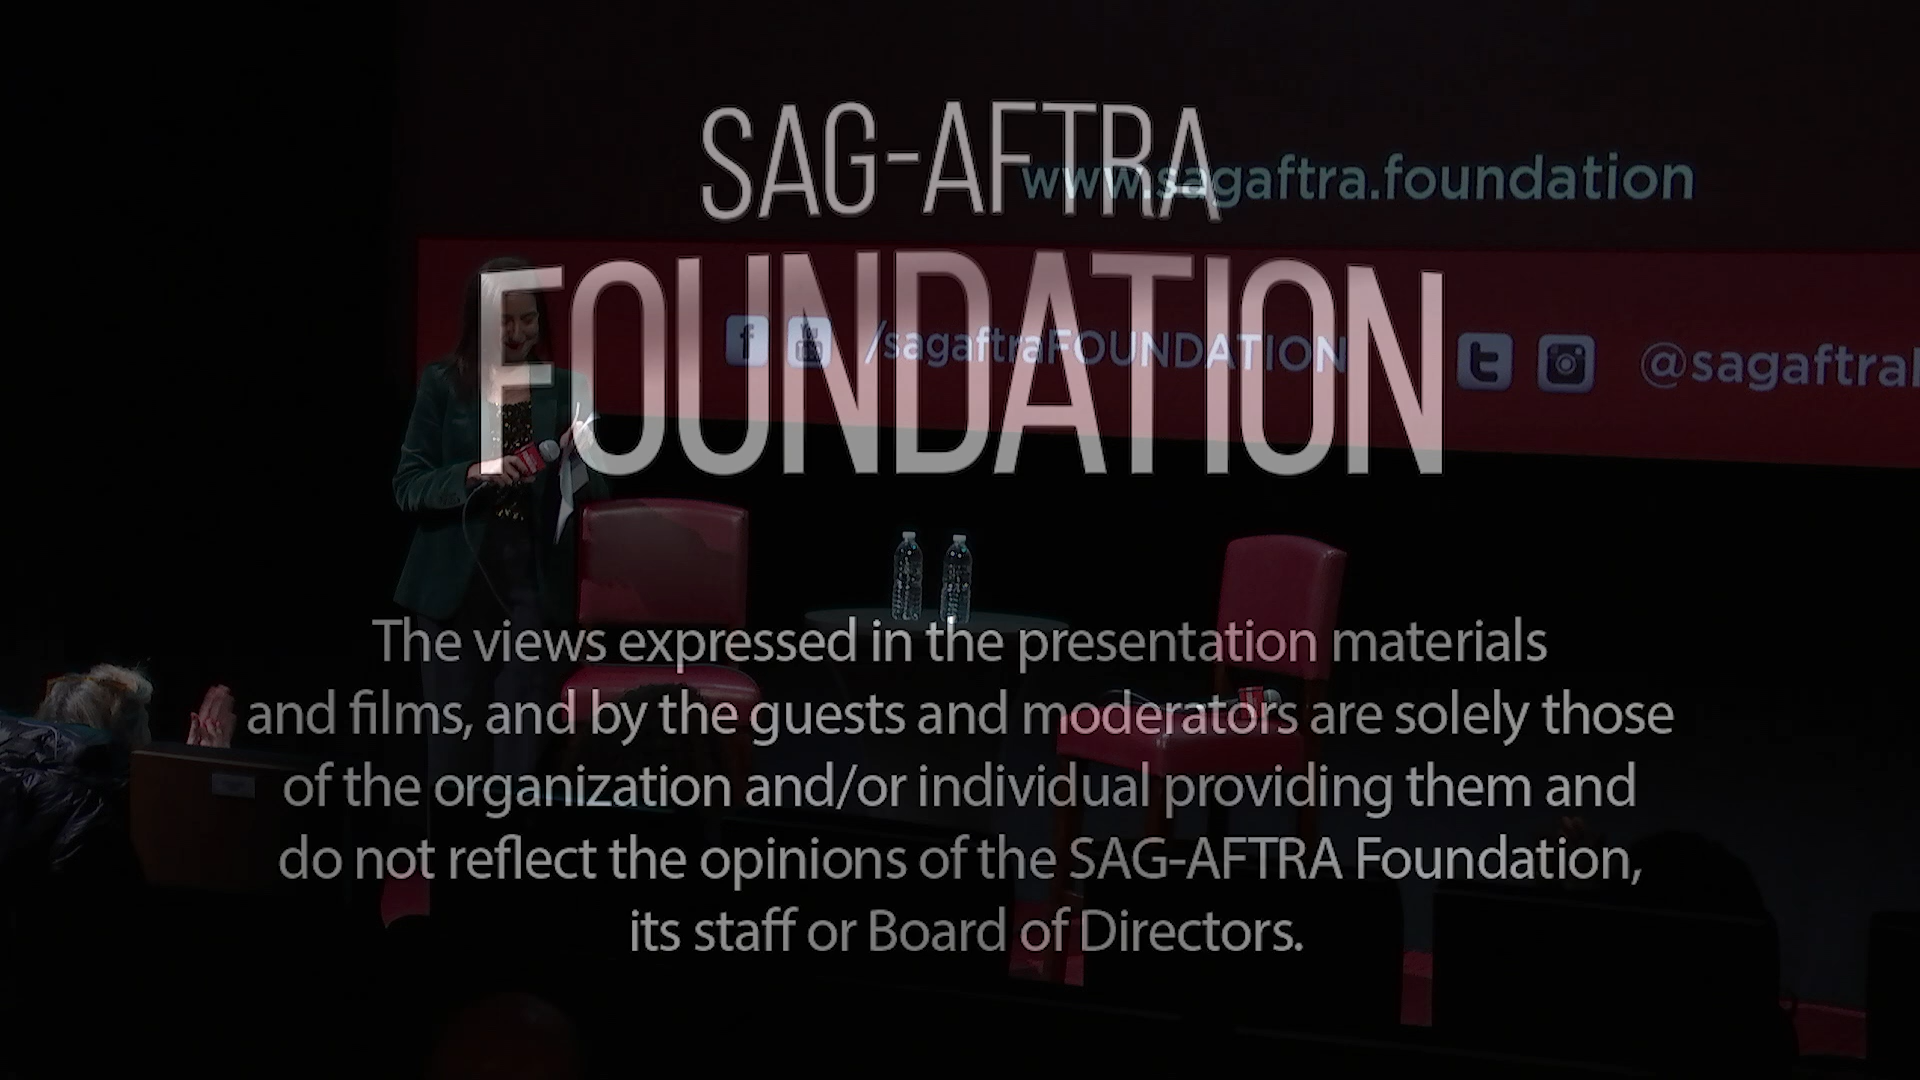 SAG-AFTRA
www.sagaftra.foundation
FOUNDATION
/sagaftraFOUNDATION
@sagaftra
The views expressed in the presentation materials
and films, and by the guests and moderators are solely those
of the organization and/or individual providing them and
do not reflect the opinions of the SAG-AFTRA Foundation,
its staff or Board of Directors.